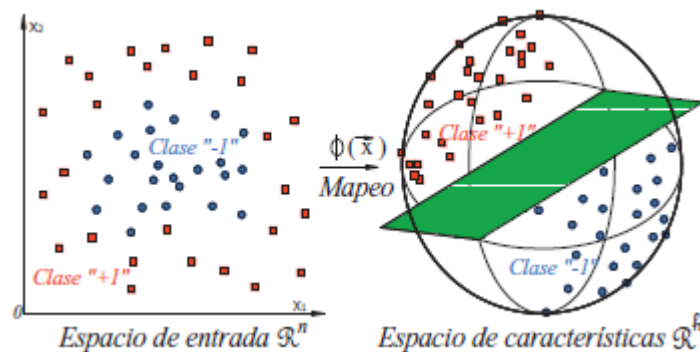 x₂
Clase "-1"
Clase "+1"
0
x₁
Espacio de entrada ℜⁿ
ϕ(x⃗)
Mapeo
Clase "+1"
Clase "-1"
Espacio de características ℜ